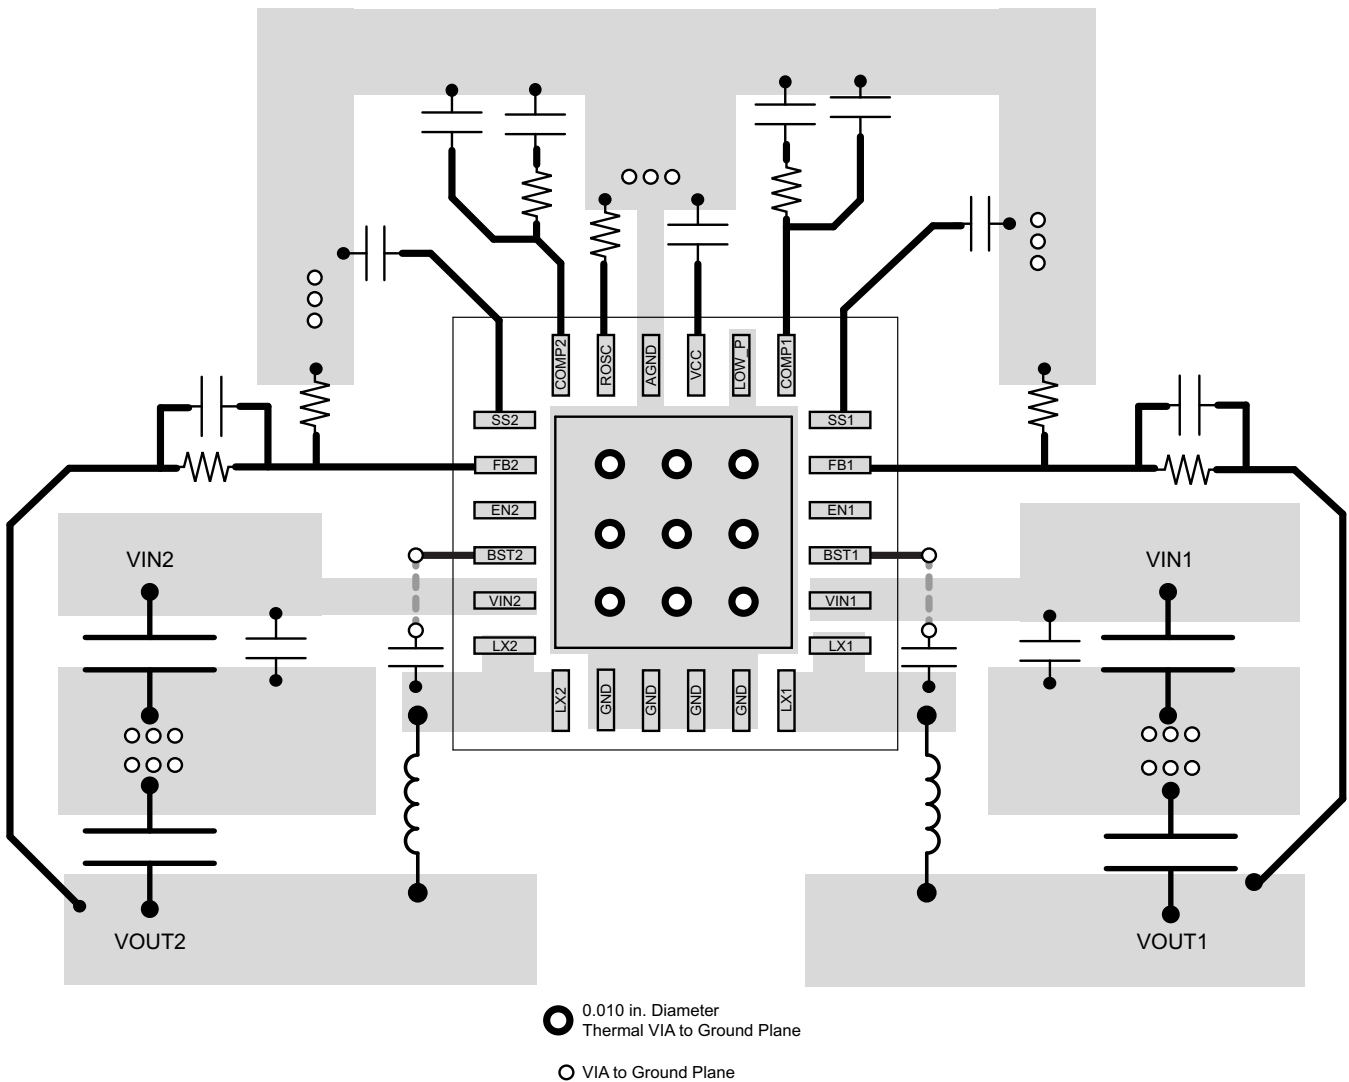 COMP2
ROSC
AGND
VCC
LOW_P
COMP1
SS2
SS1
FB2
FB1
EN2
EN1
BST2
BST1
VIN2
VIN1
VIN2
VIN1
LX2
LX1
LX2
GND
GND
GND
GND
LX1
VOUT2
VOUT1
0.010 in. Diameter
Thermal VIA to Ground Plane
VIA to Ground Plane